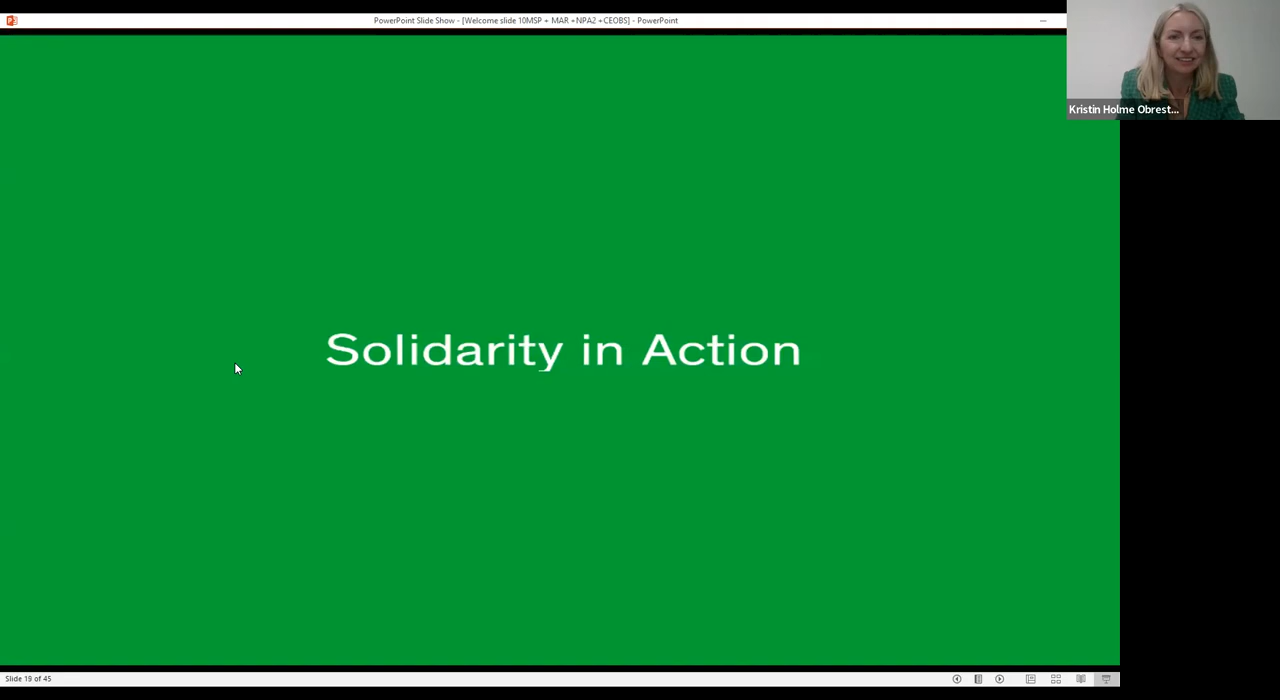 PowerPoint Slide Show - [Welcome slide 10MSP + MAR +NPA2 +CEOBS] - PowerPoint
Kristin Holme Obrest...
Solidarity in Action
Slide 19 of 45